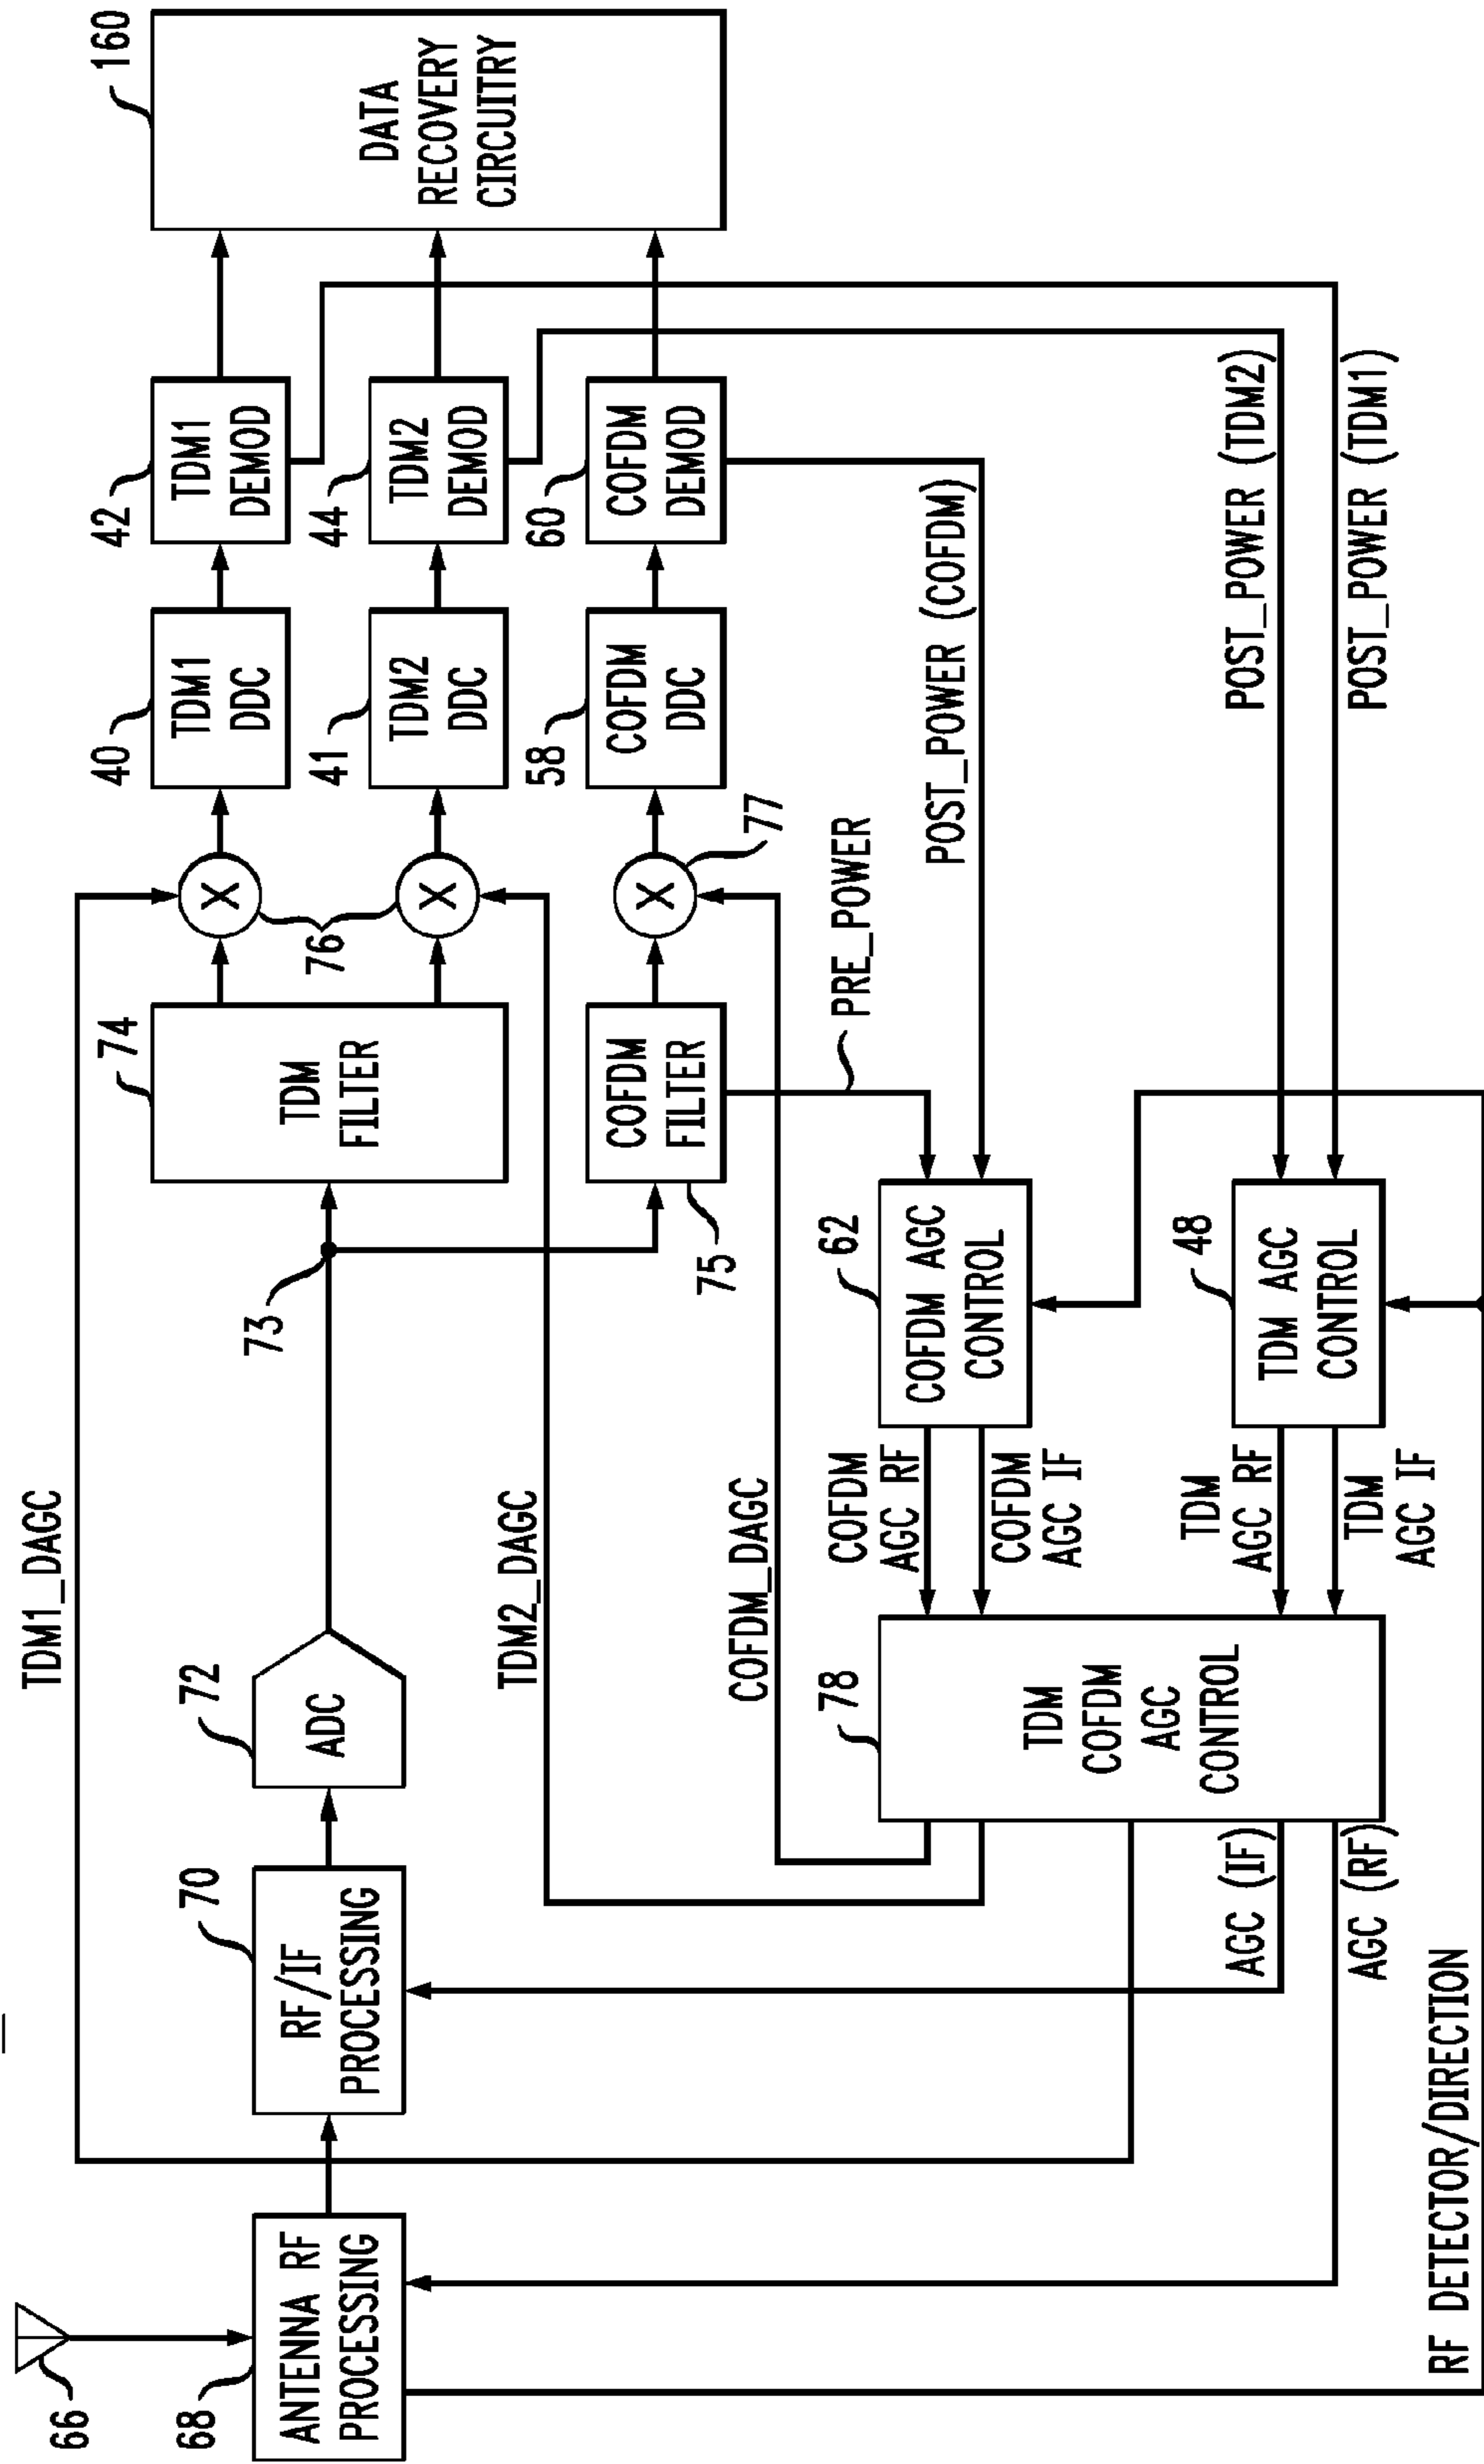 66
68
ANTENNA RF
PROCESSING
70
RF/IF
PROCESSING
72
ADC
73
TDM1_DAGC
TDM2_DAGC
COFDM_DAGC
74
TDM
FILTER
75
COFDM
FILTER
76
X
X
77
X
40
TDM1
DDC
41
TDM2
DDC
58
COFDM
DDC
42
TDM1
DEMOD
44
TDM2
DEMOD
60
COFDM
DEMOD
160
DATA
RECOVERY
CIRCUITRY
PRE_POWER
POST_POWER (COFDM)
POST_POWER (TDM2)
POST_POWER (TDM1)
62
COFDM AGC
CONTROL
48
TDM AGC
CONTROL
COFDM
AGC RF
COFDM
AGC IF
TDM
AGC RF
TDM
AGC IF
78
TDM
COFDM
AGC
CONTROL
AGC (IF)
AGC (RF)
RF DETECTOR/DIRECTION